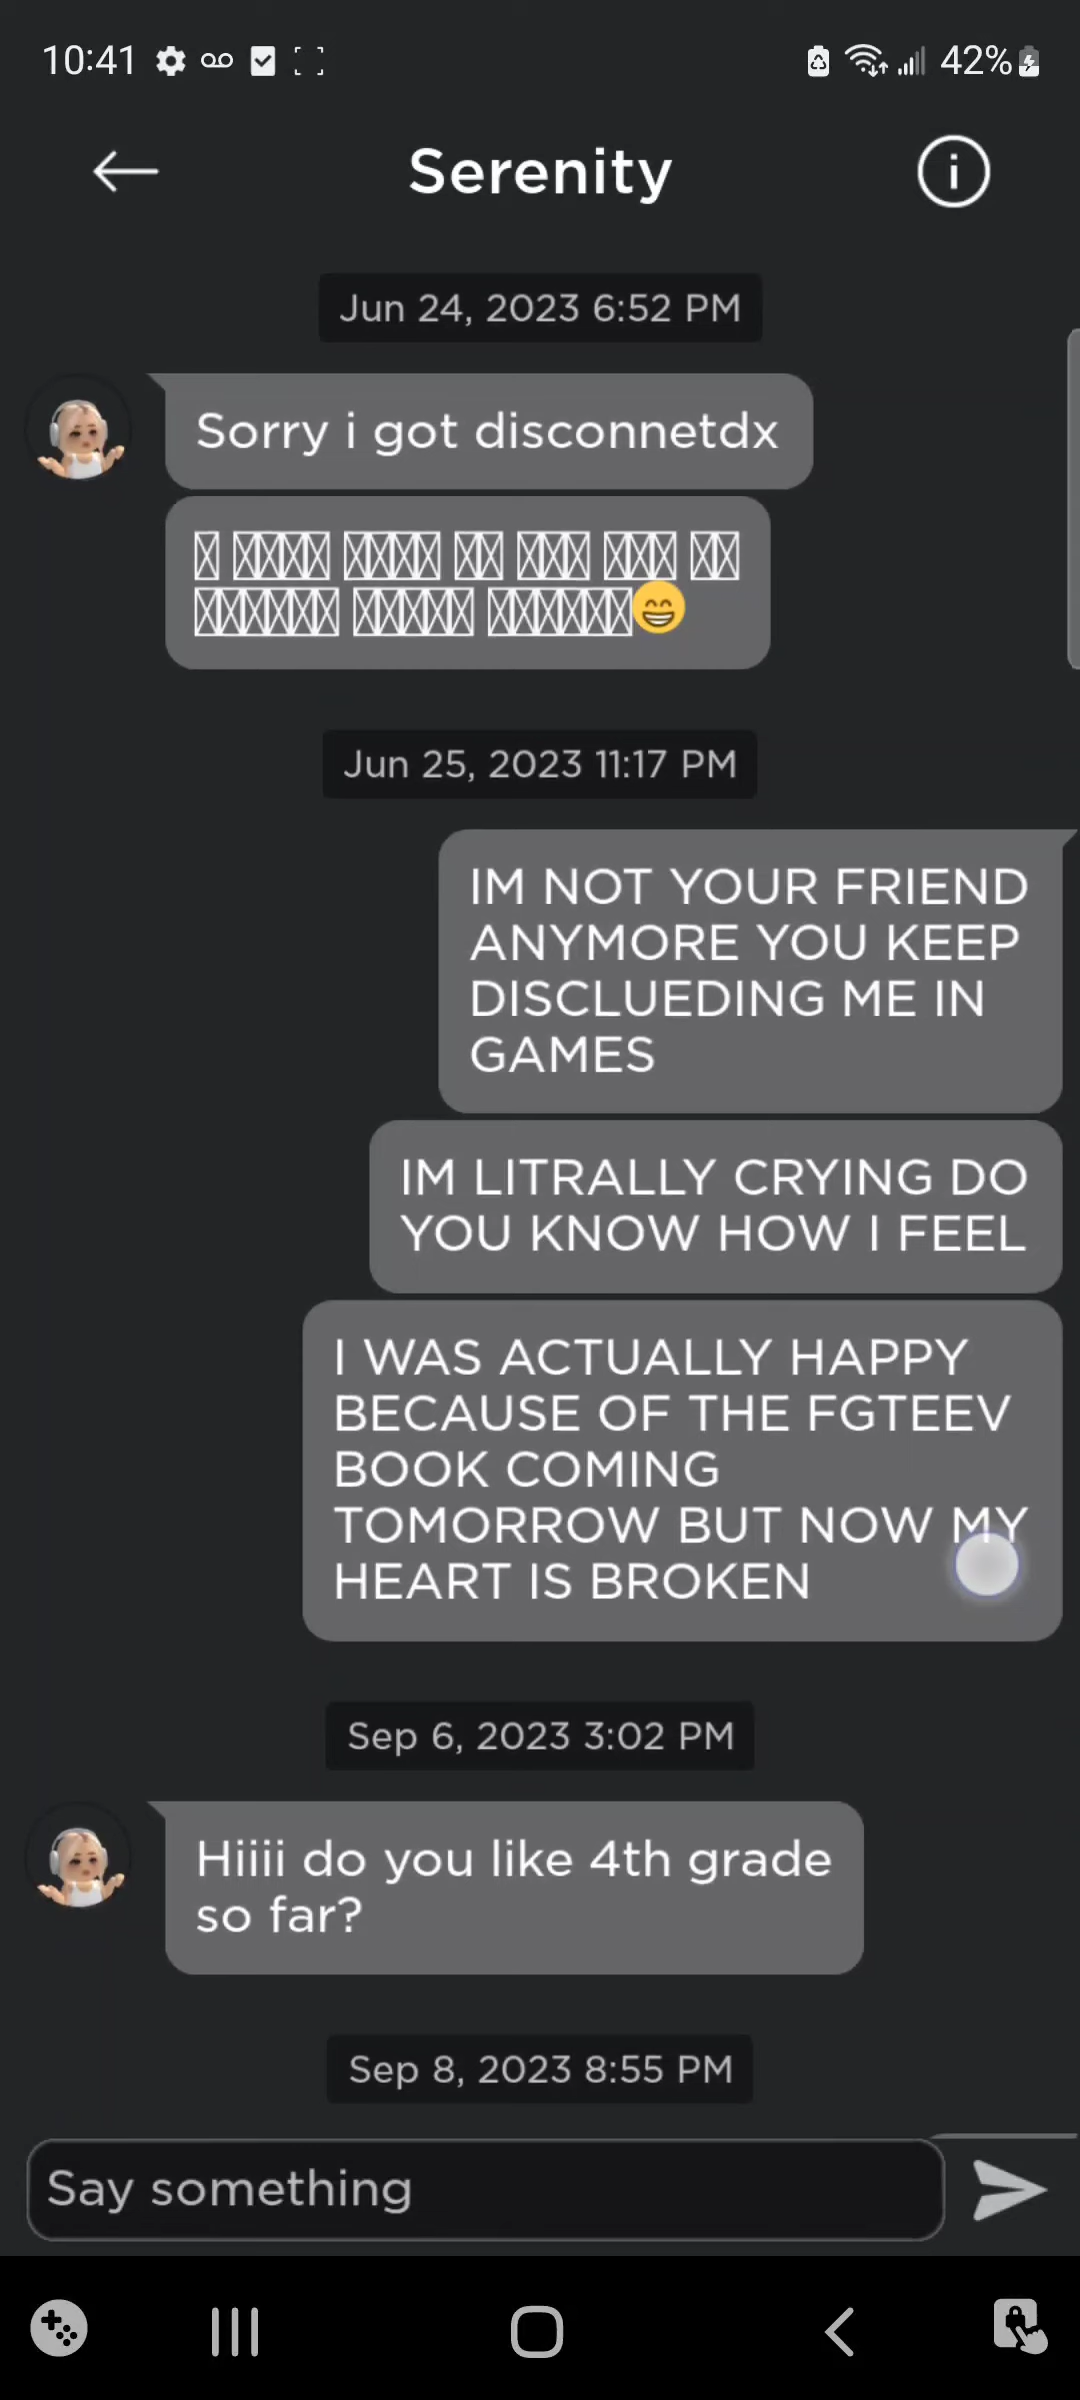 10:41
42%
Serenity
Jun 24, 2023 6:52 PM
Sorry i got disconnetdx
😁
Jun 25, 2023 11:17 PM
IM NOT YOUR FRIEND
ANYMORE YOU KEEP
DISCLUEDING ME IN
GAMES
IM LITRALLY CRYING DO
YOU KNOW HOW I FEEL
I WAS ACTUALLY HAPPY
BECAUSE OF THE FGTEEV
BOOK COMING
TOMORROW BUT NOW MY
HEART IS BROKEN
Sep 6, 2023 3:02 PM
Hiiii do you like 4th grade
so far?
Sep 8, 2023 8:55 PM
Say something